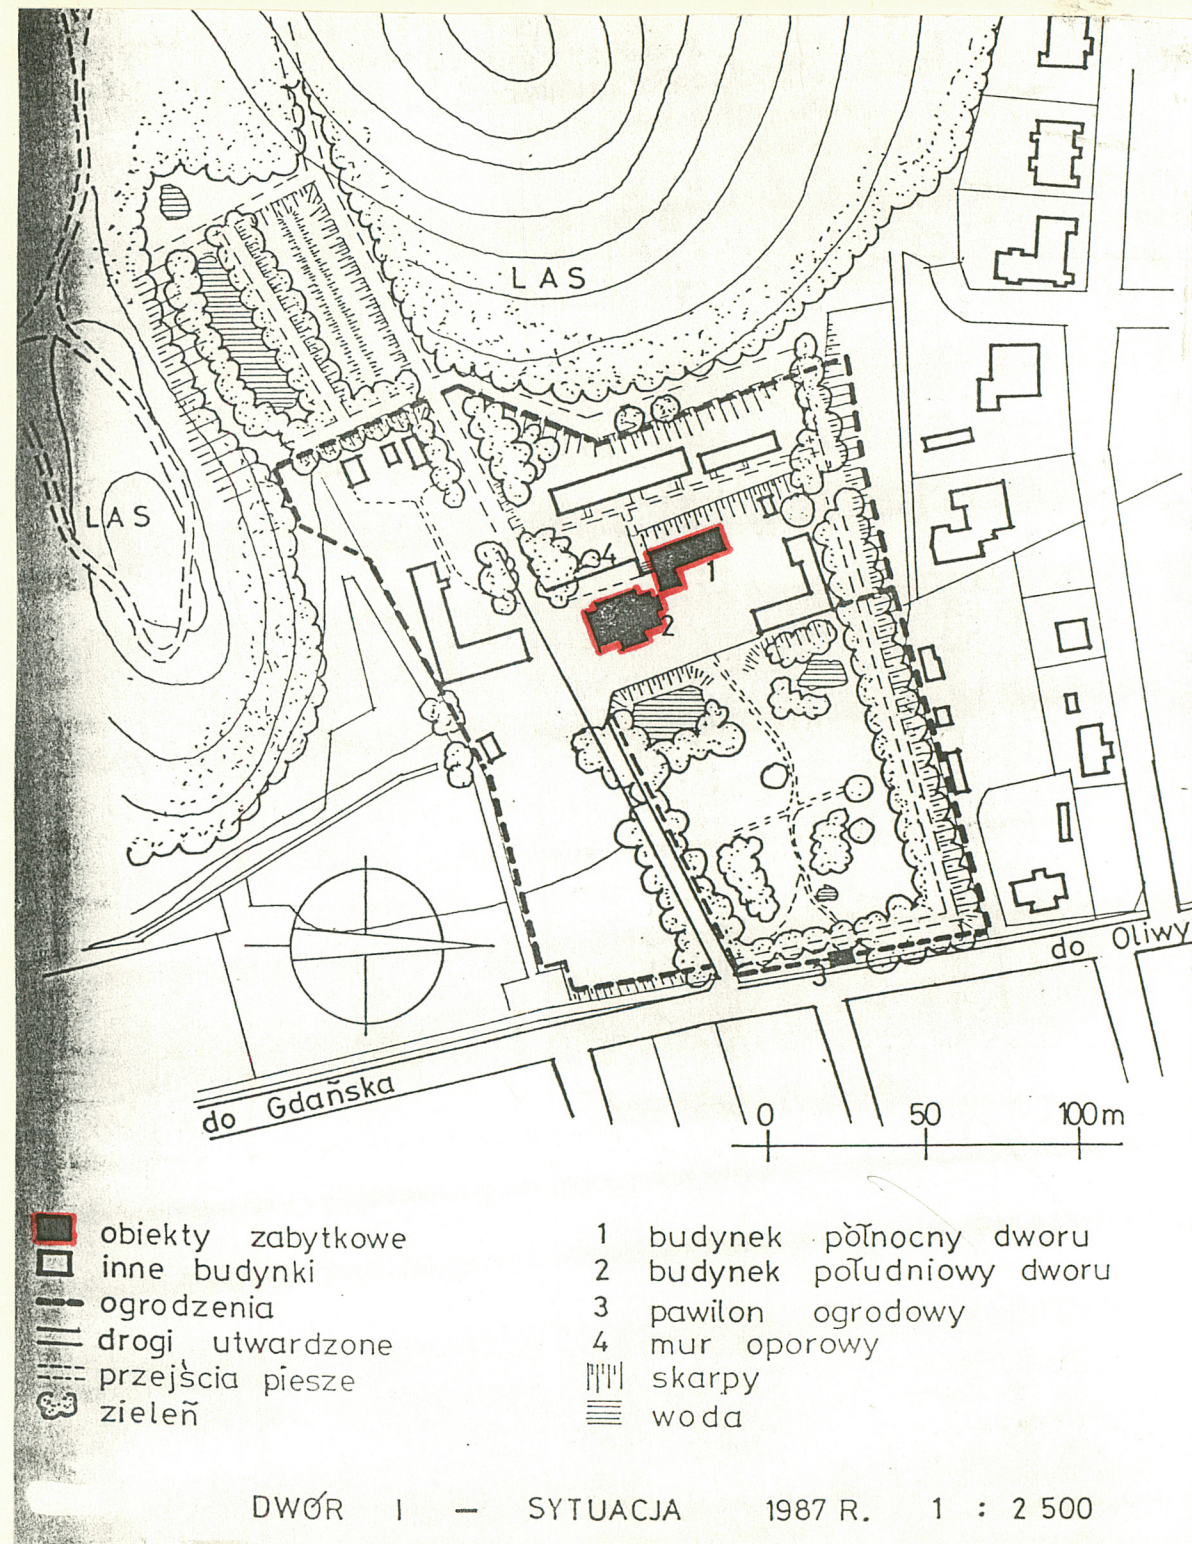 LAS
LAS
4
1
2
3
do Oliwy
do Gdańska
0 50 100m
obiekty zabytkowe
inne budynki
ogrodzenia
drogi utwardzone
przejścia piesze
zieleń
1 budynek północny dworu
2 budynek południowy dworu
3 pawilon ogrodowy
4 mur oporowy
skarpy
woda
DWÓR I — SYTUACJA 1987 R. 1 : 2 500